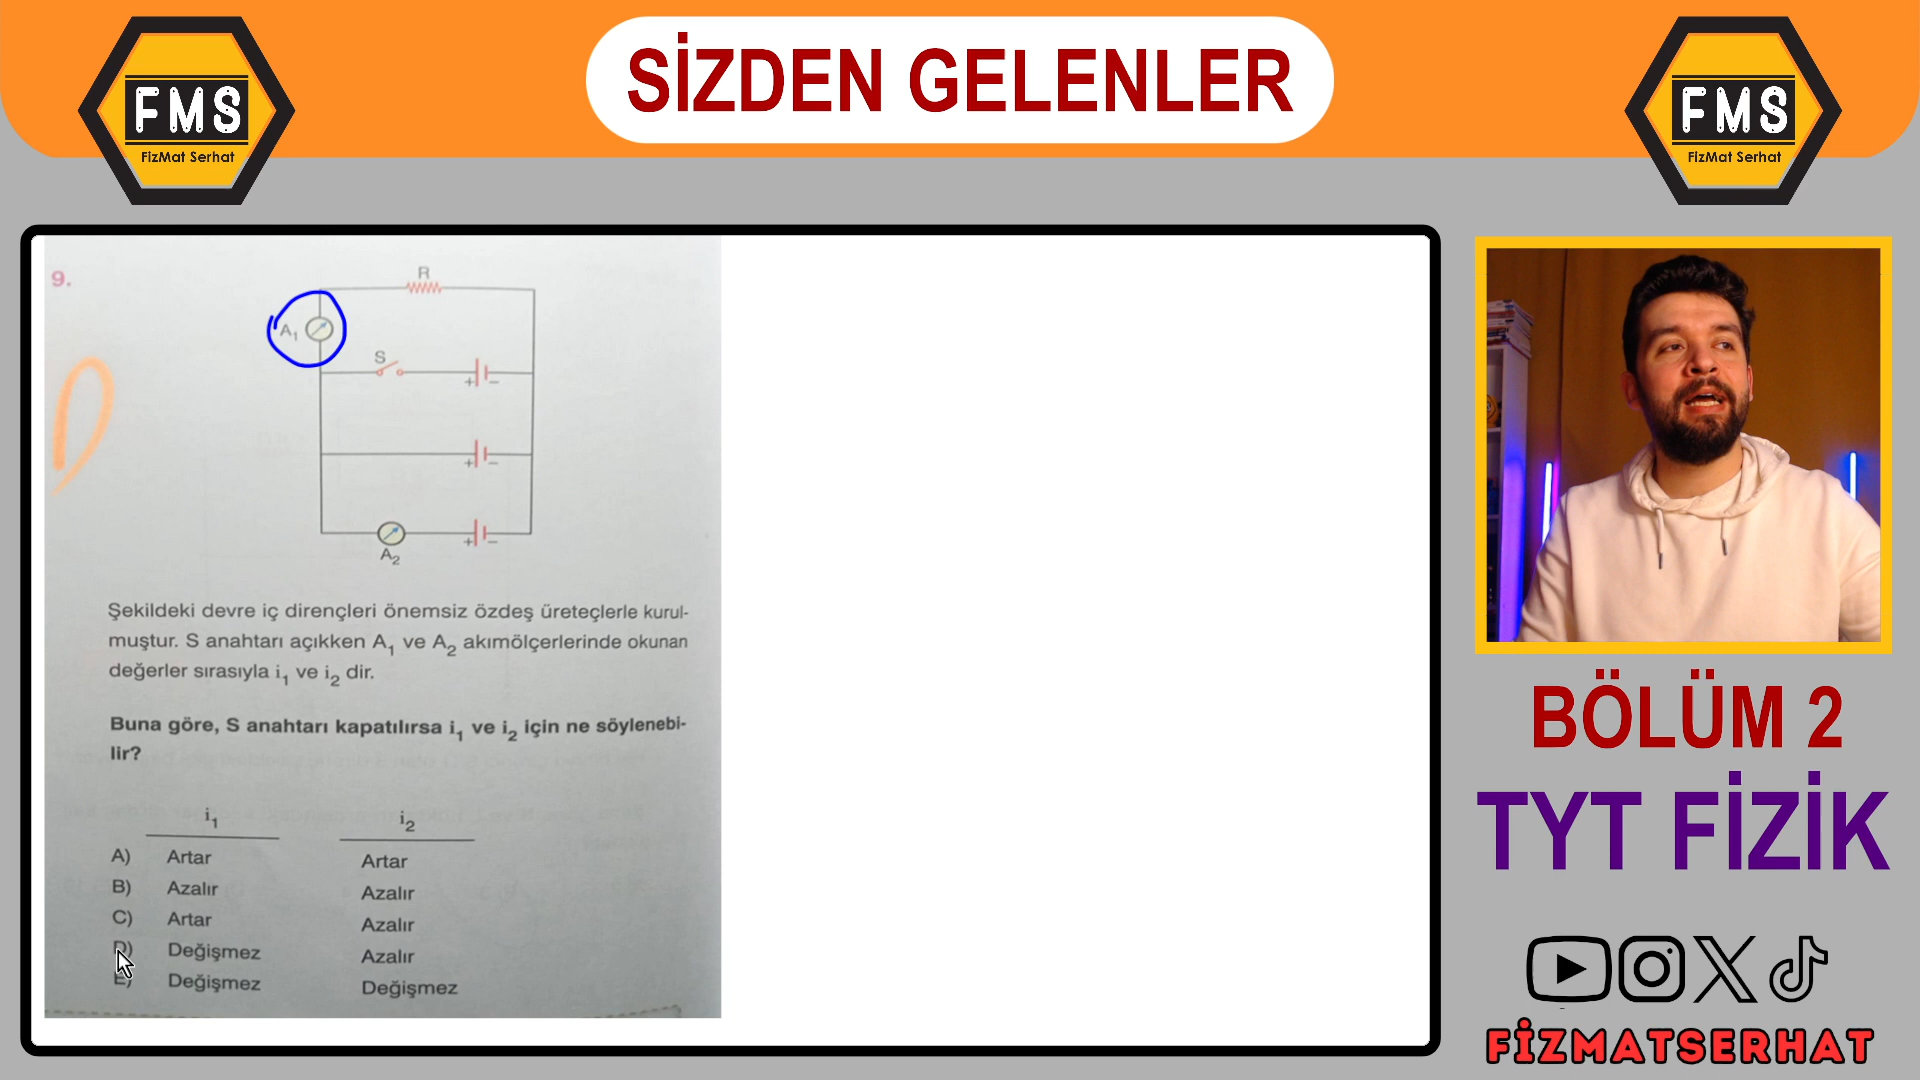 FMS
FizMat Serhat
SİZDEN GELENLER
FMS
FizMat Serhat
9.
R
A₁
S
+ −
+ −
+ −
A₂
Şekildeki devre iç dirençleri önemsiz özdeş üreteçlerle kurul-
muştur. S anahtarı açıkken A₁ ve A₂ akımölçerlerinde okunan
değerler sırasıyla i₁ ve i₂ dir.
Buna göre, S anahtarı kapatılırsa i₁ ve i₂ için ne söylenebi-
lir?
i₁ i₂
A) Artar Artar
B) Azalır Azalır
C) Artar Azalır
D) Değişmez Azalır
E) Değişmez Değişmez
BÖLÜM 2
TYT FİZİK
FİZMATSERHAT